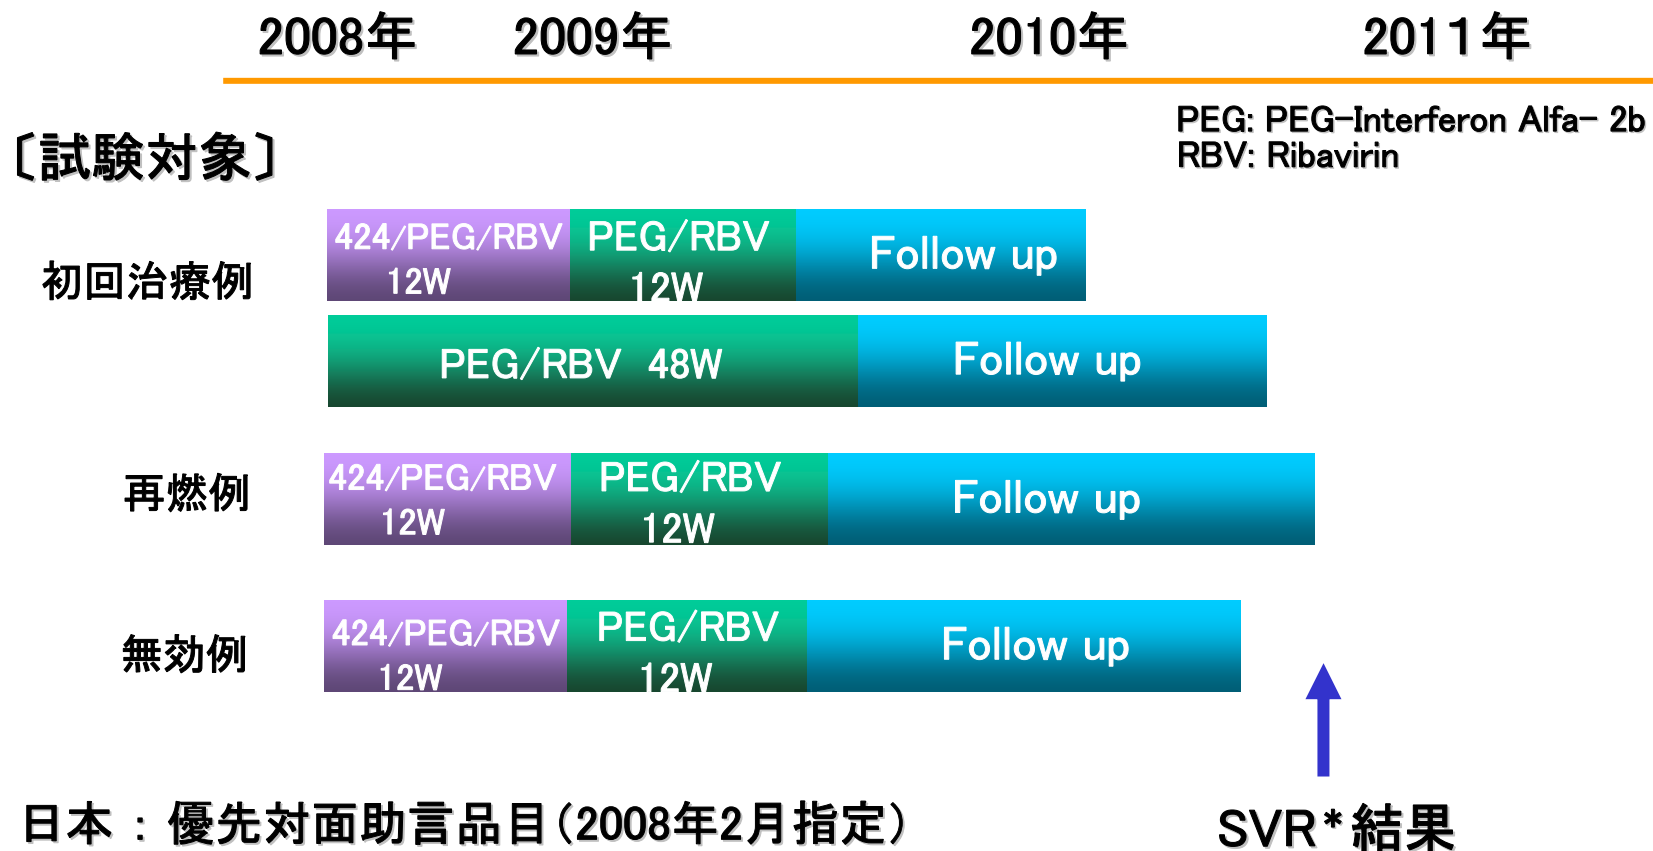 2008年 2009年 2010年 2011年
PEG: PEG-Interferon Alfa- 2b
RBV: Ribavirin
〔試験対象〕
初回治療例
424/PEG/RBV
12W
PEG/RBV
12W
Follow up
PEG/RBV 48W
Follow up
再燃例
424/PEG/RBV
12W
PEG/RBV
12W
Follow up
無効例
424/PEG/RBV
12W
PEG/RBV
12W
Follow up
日本：優先対面助言品目（2008年2月指定）
SVR*結果